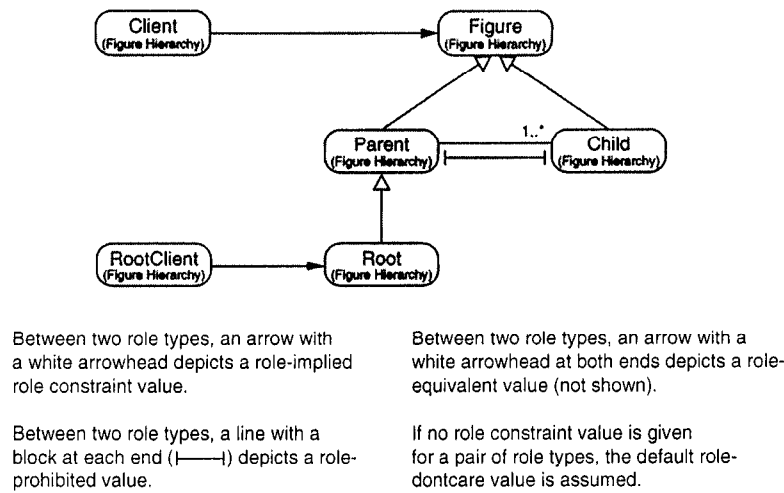 Client
(Figure Hierarchy)
Figure
(Figure Hierarchy)
Parent
(Figure Hierarchy)
1..*
Child
(Figure Hierarchy)
RootClient
(Figure Hierarchy)
Root
(Figure Hierarchy)
Between two role types, an arrow with
a white arrowhead depicts a role-implied
role constraint value.
Between two role types, a line with a
block at each end (|——|) depicts a role-
prohibited value.
Between two role types, an arrow with a
white arrowhead at both ends depicts a role-
equivalent value (not shown).
If no role constraint value is given
for a pair of role types, the default role-
dontcare value is assumed.